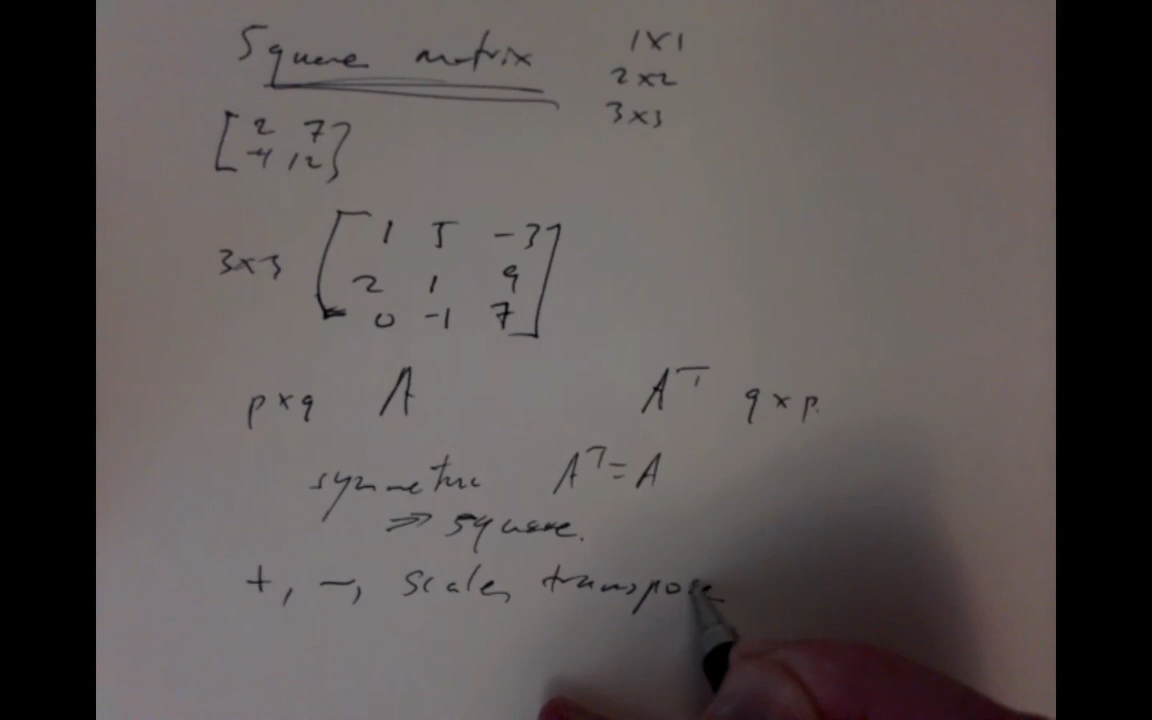 Square matrix
1x1
2x2
3x3
[2 7
-4 12]
3x3 [1 5 -3
2 1 9
0 -1 7]
pxq A A^T qxp.
symmetric A^T = A
⇒ square.
+, -, scale, transpose